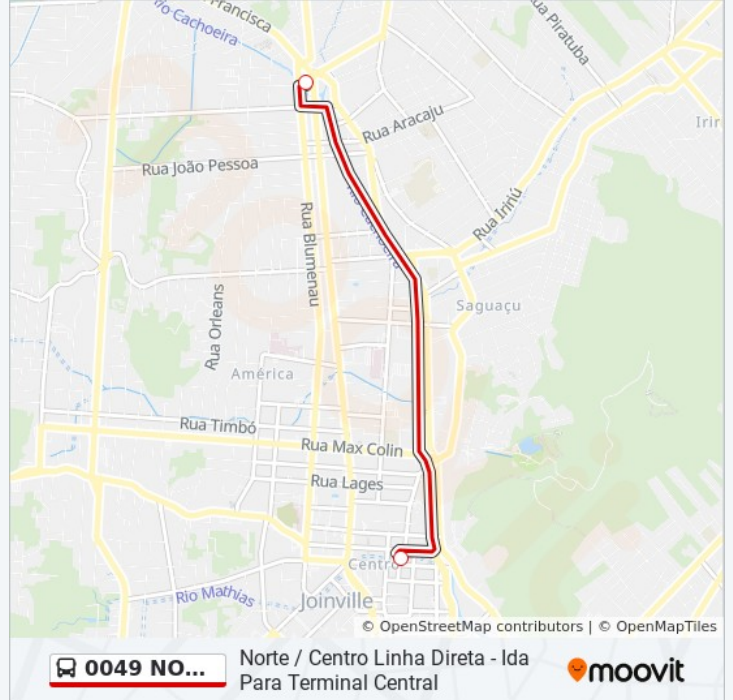 Francisca
Rio Cachoeira
Rua Piratuba
Rua Aracaju
Irir
Rua João Pessoa
Rua Iririú
Rua Blumenau
Rio Cachoeira
Saguaçu
Rua Orleans
América
Rua Timbó
Rua Max Colin
Rua Lages
Centro
Rio Mathias
Joinville
© OpenStreetMap contributors | © OpenMapTiles
0049 NO...
Norte / Centro Linha Direta - Ida
Para Terminal Central
moovit